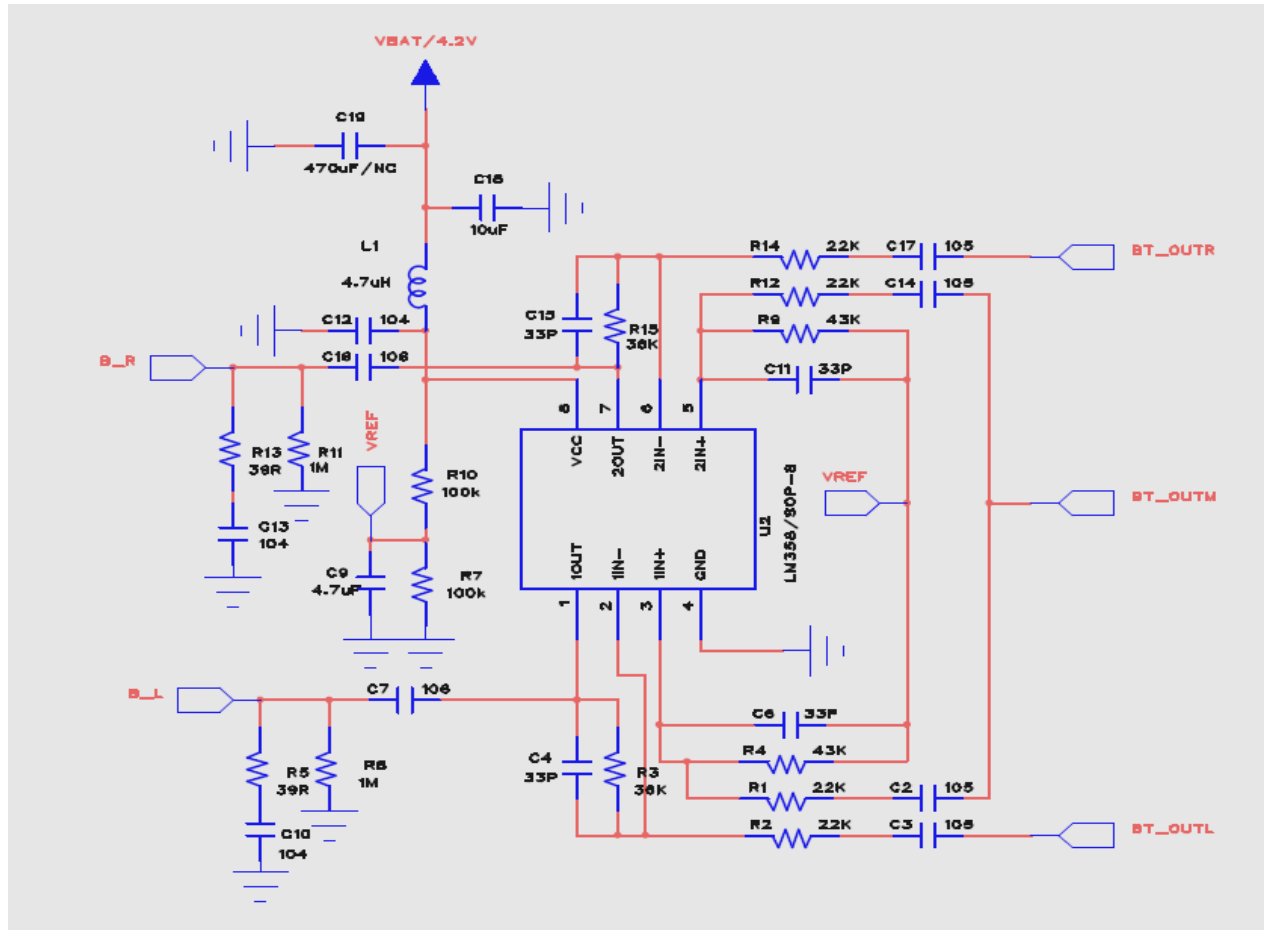 VBAT/4.2V
C19
470uF/NC
C18
10uF
L1
4.7uH
R14 22K C17 105 BT_OUTR
R12 22K C14 105
C12 104
C15
33P
R15
36K
R9 43K
B_R
C16 106
C11 33P
VREF
R13
39R
R11
1M
8 7 6 5
VCC 2OUT 2IN- 2IN+
R10
100k
VREF
BT_OUTM
C13
104
U2
LM358/SOP-8
C9
4.7uF
R7
100k
1OUT 1IN- 1IN+ GND
1 2 3 4
B_L
C7 106
C6 33P
R4 43K
R5
39R
R6
1M
C4
33P
R3
36K
R1 22K C2 105
R2 22K C3 105 BT_OUTL
C10
104